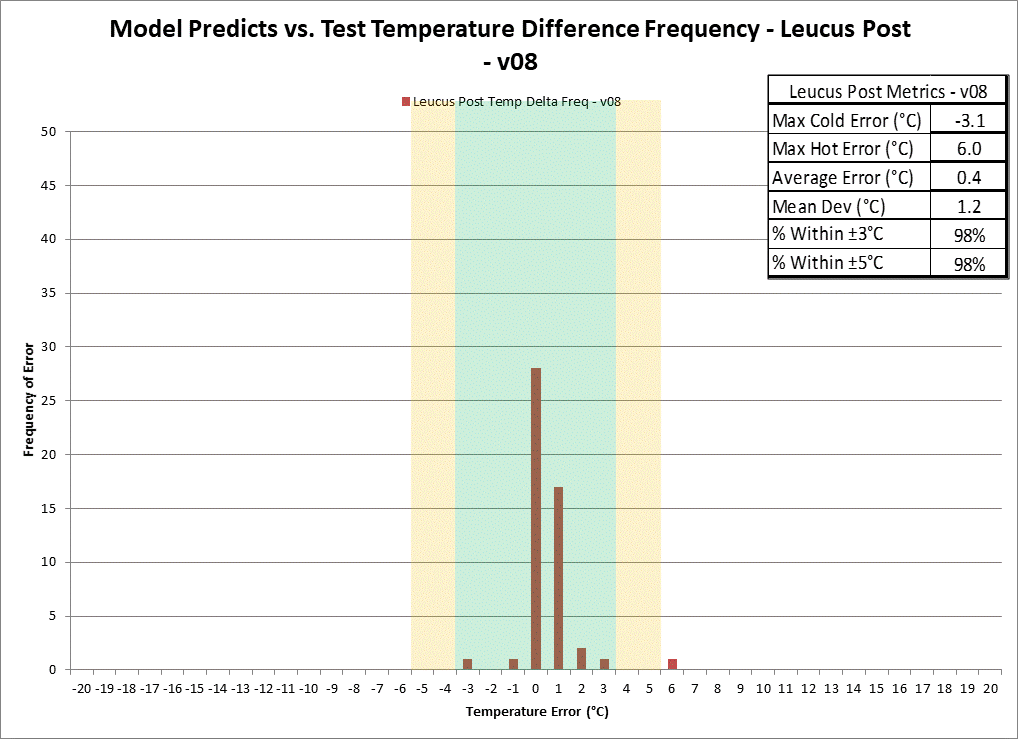 Model Predicts vs. Test Temperature Difference Frequency - Leucus Post
- v08
Leucus Post Temp Delta Freq - v08
Leucus Post Metrics - v08
Max Cold Error (°C) -3.1
Max Hot Error (°C) 6.0
Average Error (°C) 0.4
Mean Dev (°C) 1.2
% Within ±3°C 98%
% Within ±5°C 98%
50
45
40
35
30
25
20
15
10
5
0
Frequency of Error
-20 -19 -18 -17 -16 -15 -14 -13 -12 -11 -10 -9 -8 -7 -6 -5 -4 -3 -2 -1 0 1 2 3 4 5 6 7 8 9 10 11 12 13 14 15 16 17 18 19 20
Temperature Error (°C)